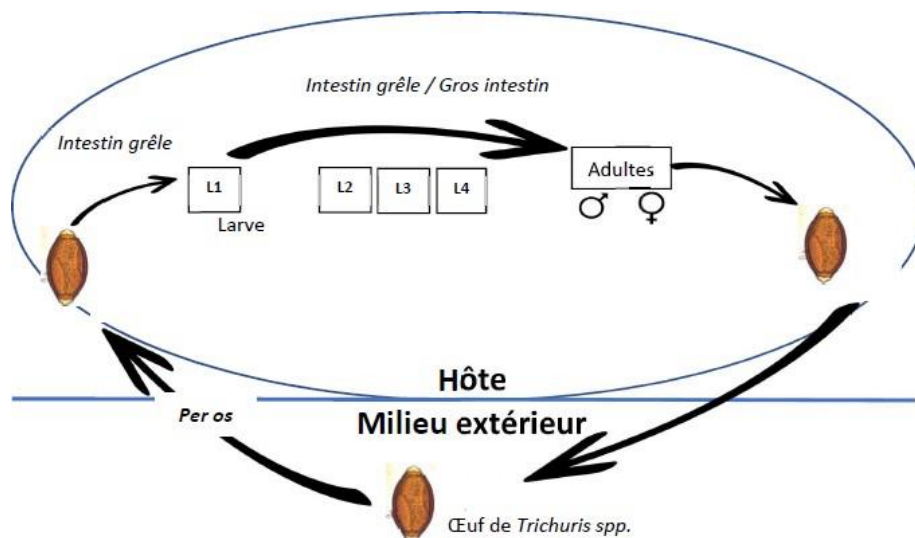 Intestin grêle / Gros intestin
Intestin grêle
L1
L2
L3
L4
Adultes
Larve
Hôte
Per os
Milieu extérieur
Œuf de Trichuris spp.